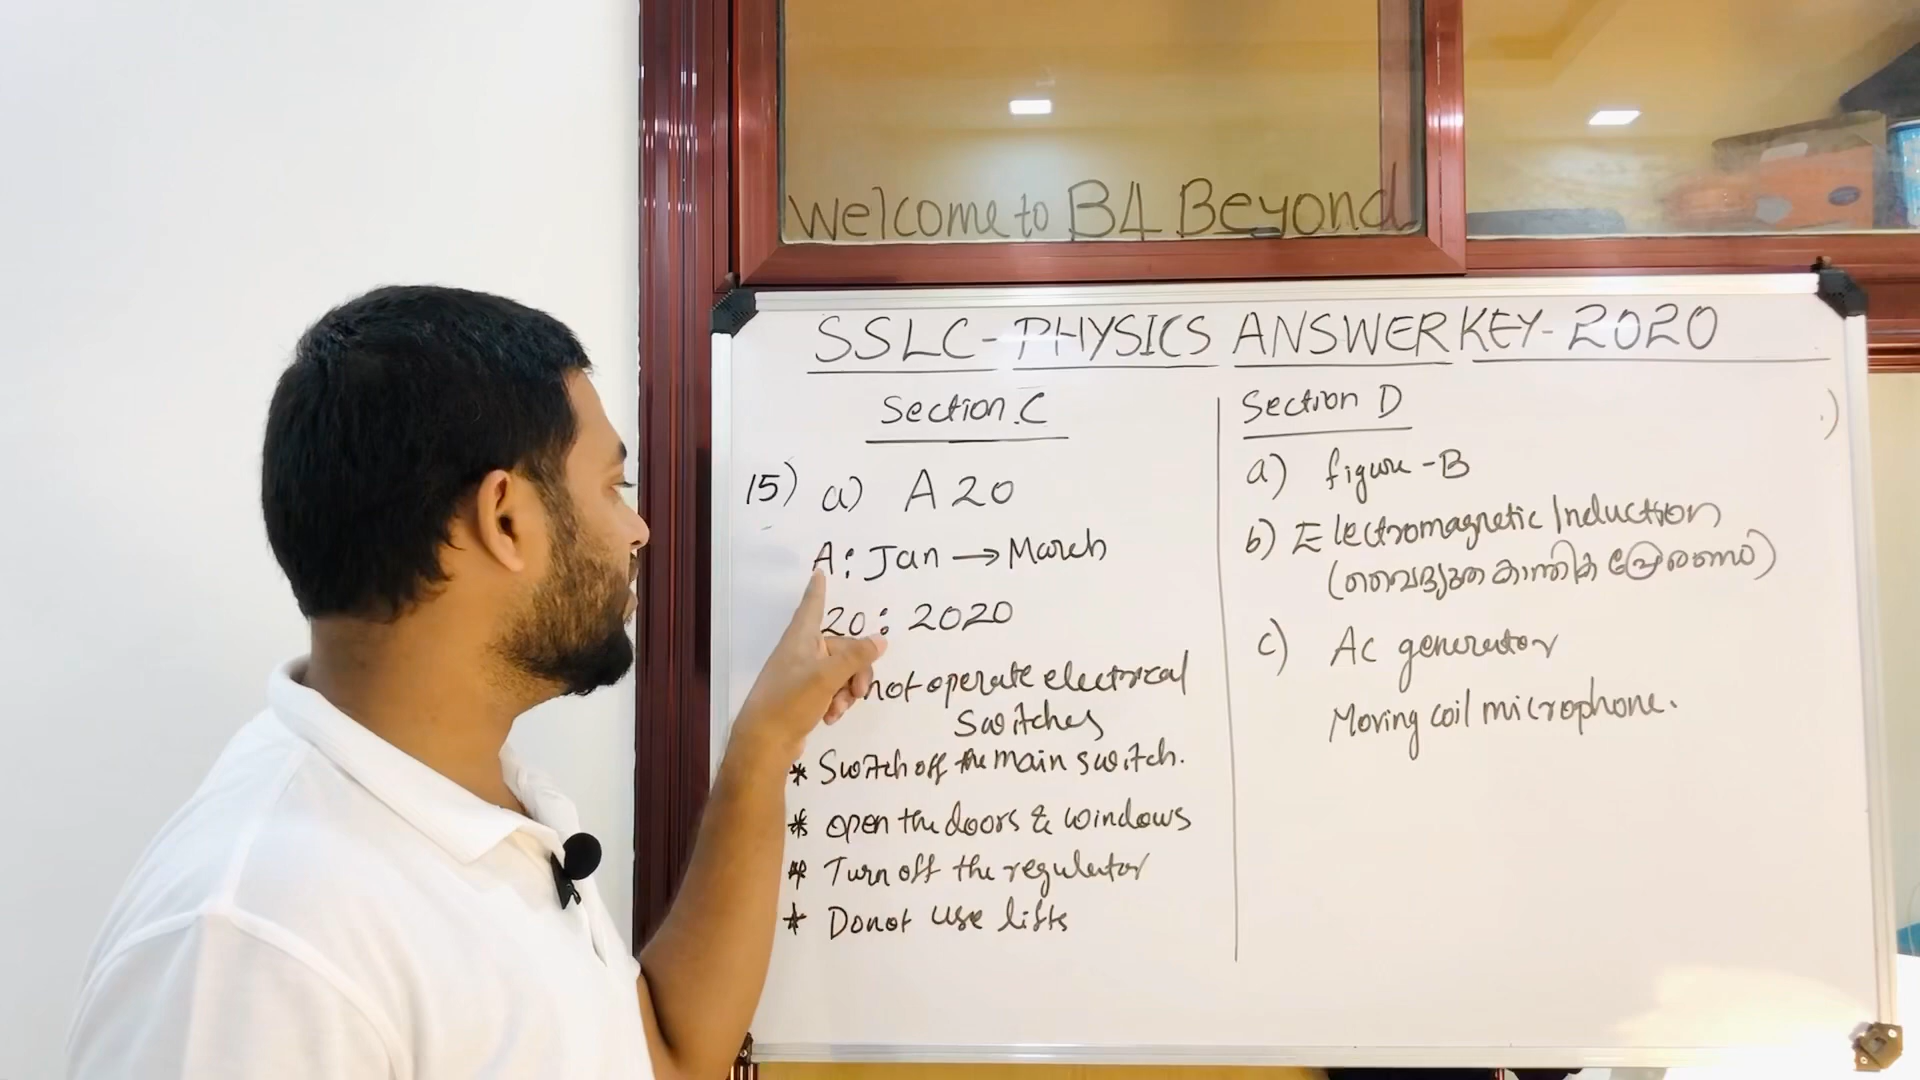 Welcome to B4 Beyond
SSLC-PHYSICS ANSWER KEY-2020
Section C
15) a) A 20
A: Jan → March
20: 2020
not operate electrical
switches
* Switch off the main switch.
* open the doors & windows
* Turn off the regulator
* Do not use lifts
Section D
a) figure-B
b) Electromagnetic Induction
(വൈദ്യുത കാന്തിക പ്രേരണം)
c) AC generator
Moving coil microphone.